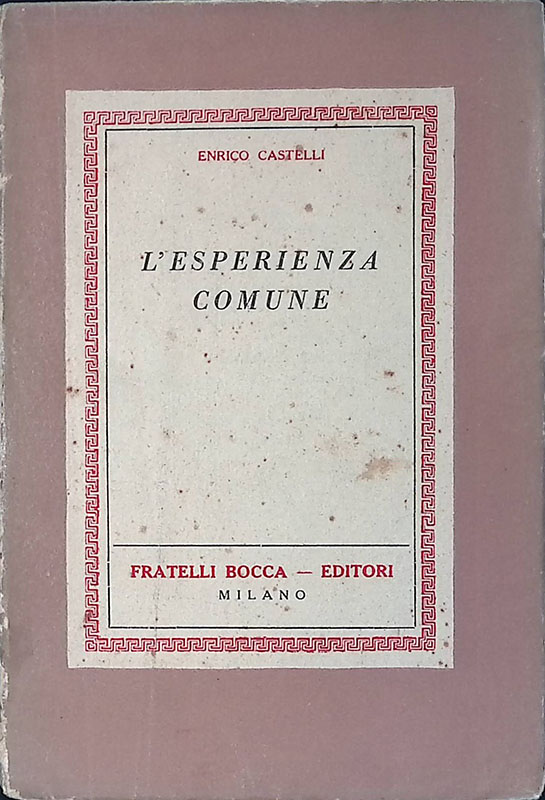 ENRICO CASTELLI
L'ESPERIENZA
COMUNE
FRATELLI BOCCA — EDITORI
MILANO